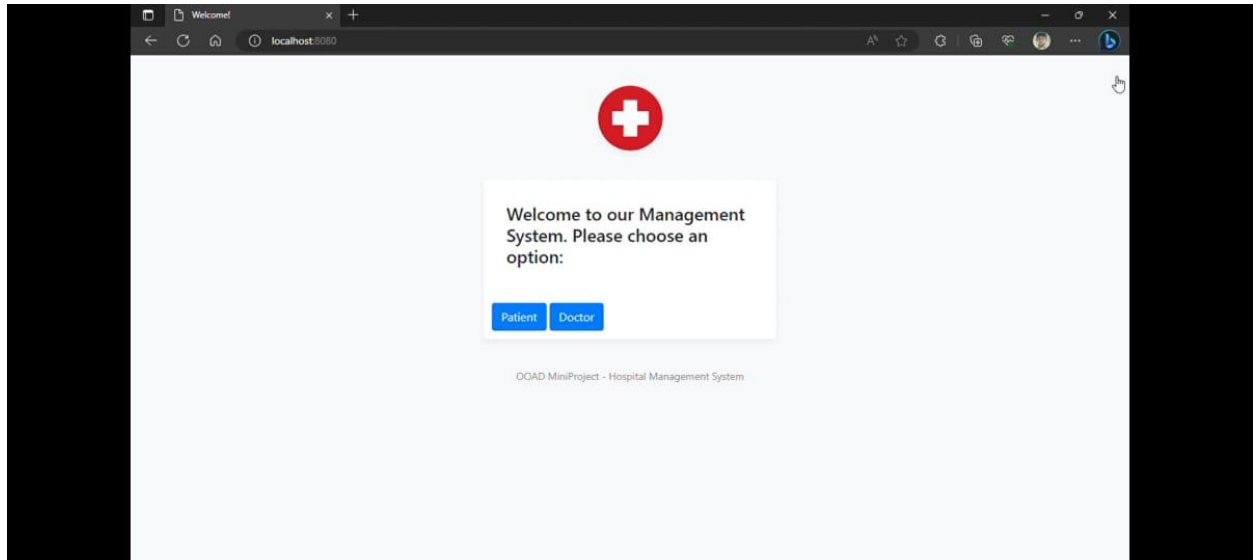 Welcome!
localhost:8080
Welcome to our Management
System. Please choose an
option:
Patient Doctor
OOAD MiniProject - Hospital Management System